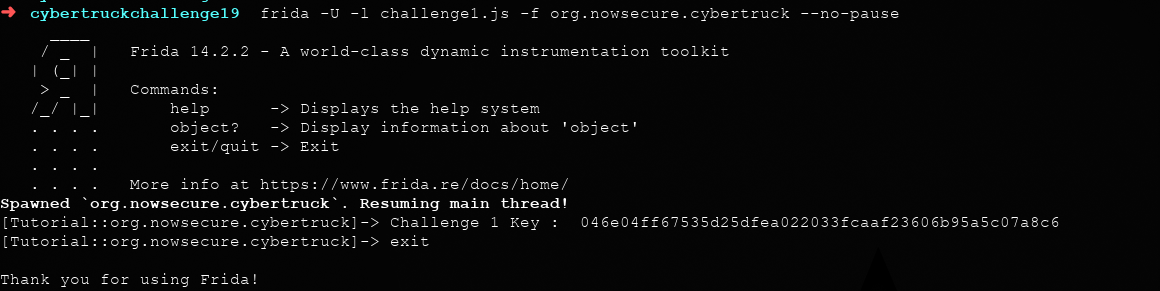 ➜ cybertruckchallenge19 frida -U -l challenge1.js -f org.nowsecure.cybertruck --no-pause
     ____
    / _  |   Frida 14.2.2 - A world-class dynamic instrumentation toolkit
   | (_| |
    > _  |   Commands:
   /_/ |_|       help      -> Displays the help system
   . . . .       object?   -> Display information about 'object'
   . . . .       exit/quit -> Exit
   . . . .
   . . . .   More info at https://www.frida.re/docs/home/
Spawned `org.nowsecure.cybertruck`. Resuming main thread!
[Tutorial::org.nowsecure.cybertruck]-> Challenge 1 Key :  046e04ff67535d25dfea022033fcaaf23606b95a5c07a8c6
[Tutorial::org.nowsecure.cybertruck]-> exit
Thank you for using Frida!